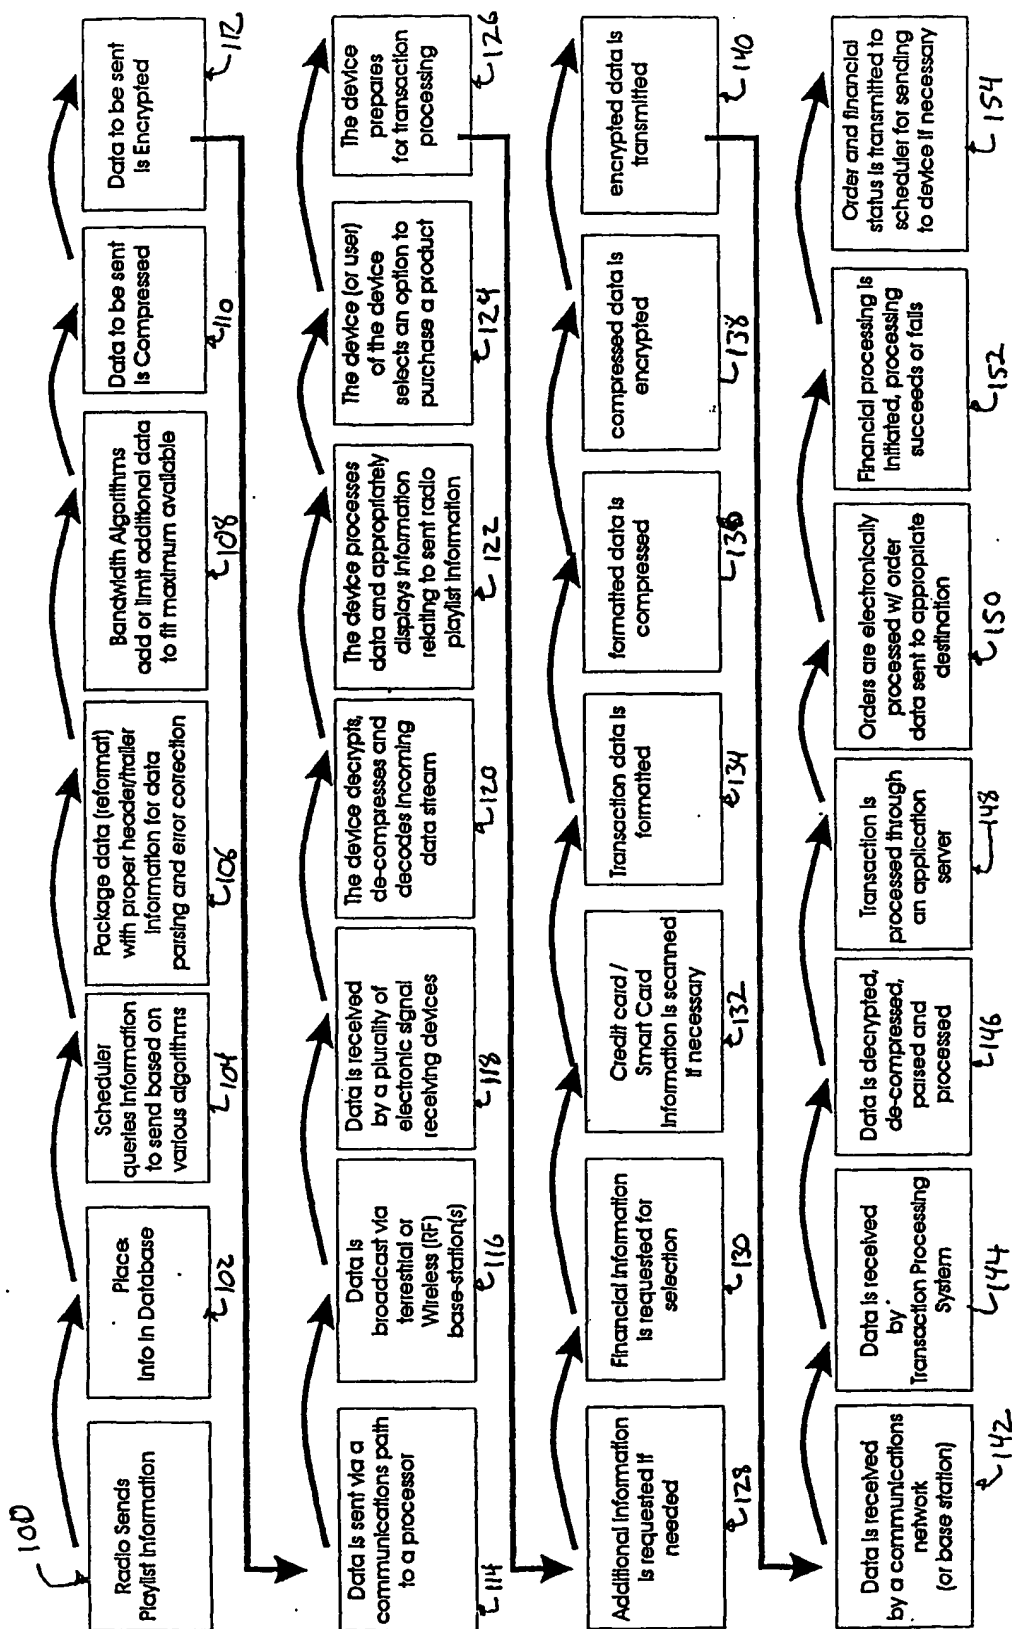 100
Radio Sends
Playlist Information
Place
Info In Database
102
Scheduler
queries Information
to send based on
various algorithms
104
Package data (reformat)
with proper header/trailer
Information for data
parsing and error correction
106
Bandwidth Algorithms
add or limit additional data
to fit maximum available
108
Data to be sent
Is Compressed
110
Data to be sent
Is Encrypted
112
Data is sent via a
communications path
to a processor
114
Data is
broadcast via
terrestrial or
Wireless (RF)
base-station(s)
116
Data is received
by a plurality of
electronic signal
receiving devices
118
The device decrypts,
de-compresses and
decodes Incoming
data stream
120
The device processes
data and appropriately
displays Information
relating to sent radio
playlist Information
122
The device (or user)
of the device
selects an option to
purchase a product
124
The device
prepares
for transaction
processing
126
Additional Information
Is requested if
needed
128
Financial Information
Is requested for
selection
130
Credit card /
Smart Card
Information is scanned
If necessary
132
Transaction data is
formatted
134
formatted data is
compressed
compressed data is
encrypted
138
encrypted data is
transmitted
140
Data is received
by a communications
network
(or base station)
142
Data is received
by
Transaction Processing
System
144
Data is decrypted,
de-compressed,
parsed and
processed
146
Transaction is
processed through
an application
server
148
Orders are electronically
processed w/ order
data sent to appropriate
destination
150
Financial processing is
Initiated, processing
succeeds or fails
152
Order and financial
status is transmitted to
scheduler for sending
to device if necessary
154